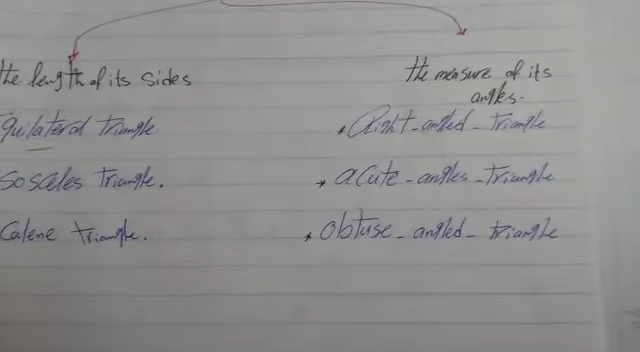 the length of its sides
quilateral triangle
soscales triangle.
calene triangle.
the measure of its
angles.
* Right-angled-triangle
* acute-angles-triangle
* obtuse-angled-triangle